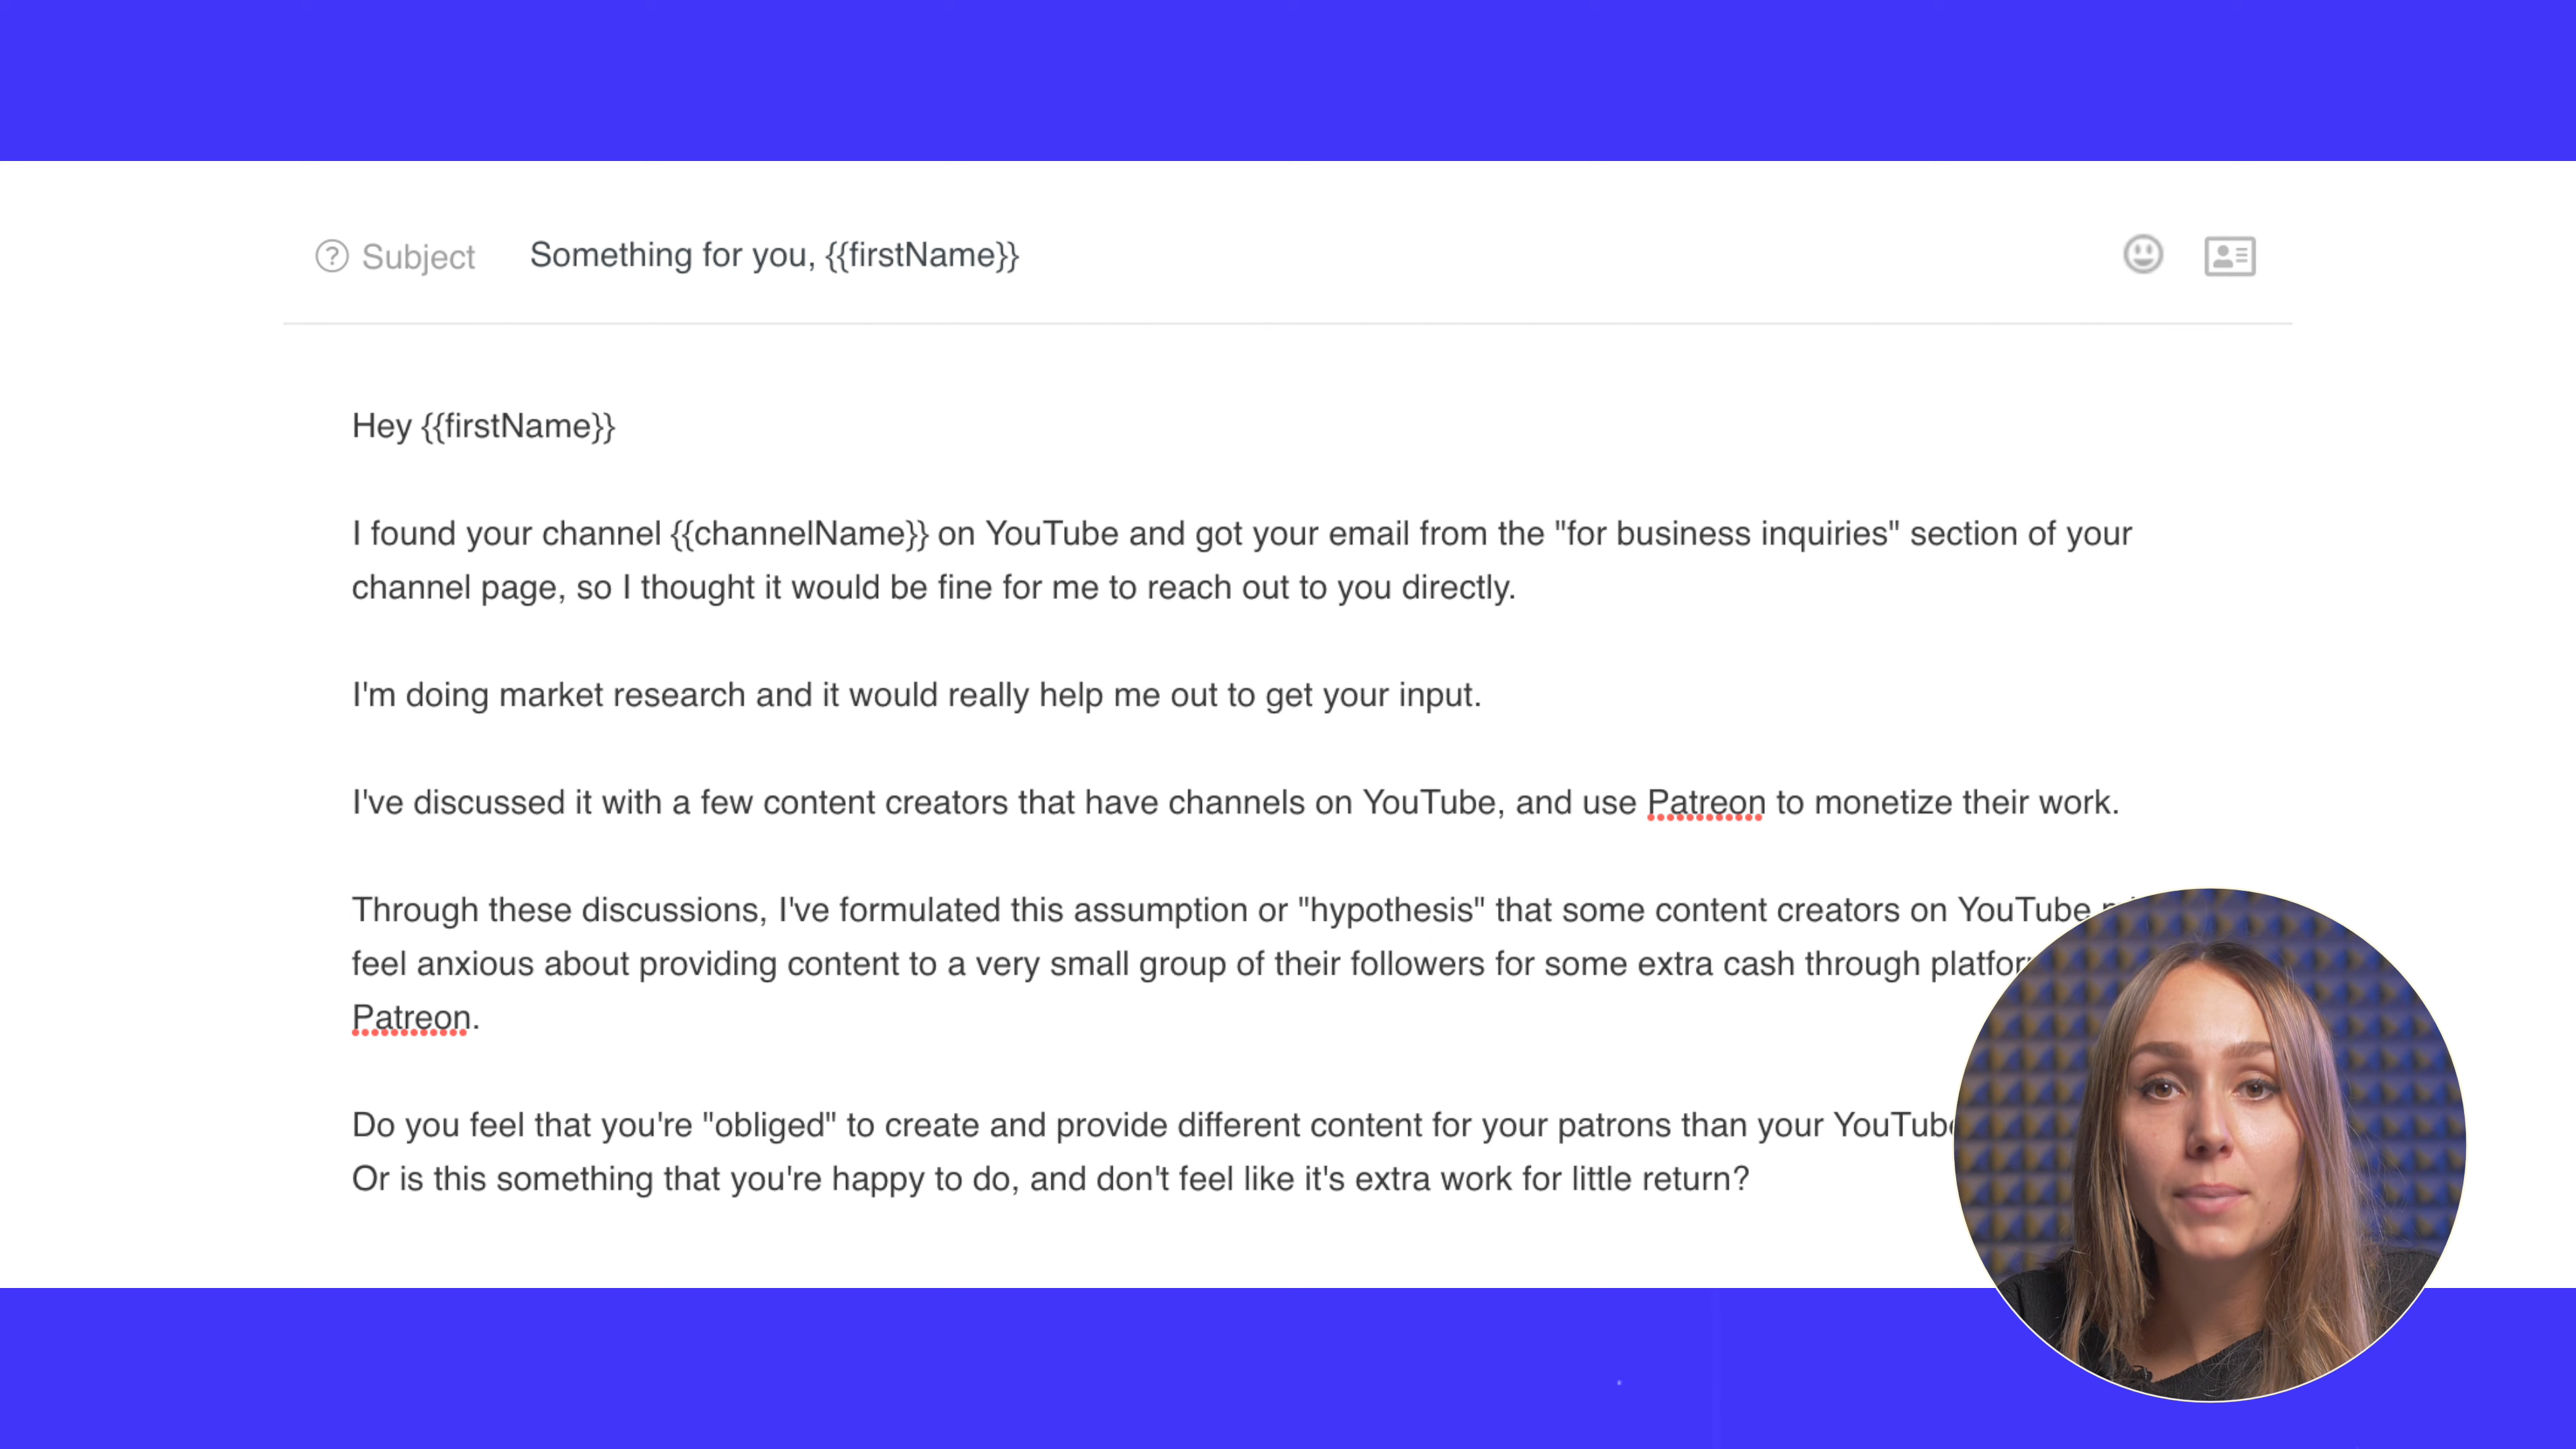 Subject Something for you, {{firstName}}
Hey {{firstName}}
I found your channel {{channelName}} on YouTube and got your email from the "for business inquiries" section of your
channel page, so I thought it would be fine for me to reach out to you directly.
I'm doing market research and it would really help me out to get your input.
I've discussed it with a few content creators that have channels on YouTube, and use Patreon to monetize their work.
Through these discussions, I've formulated this assumption or "hypothesis" that some content creators on YouTube
feel anxious about providing content to a very small group of their followers for some extra cash through
Patreon.
Do you feel that you're "obliged" to create and provide different content for your patrons than your
Or is this something that you're happy to do, and don't feel like it's extra work for little return?